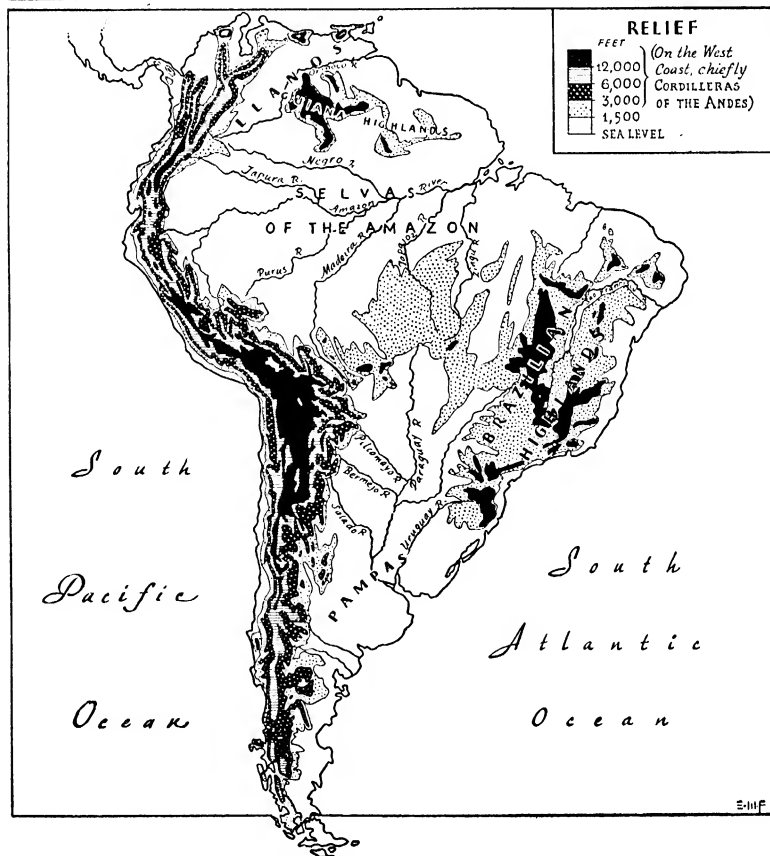 RELIEF
FEET
12,000
6,000
3,000
1,500
SEA LEVEL
(On the West
Coast, chiefly
CORDILLERAS
OF THE ANDES)
LLANOS
Orinoco R.
GUIANA
HIGHLANDS
Negro R.
Japura R.
SELVAS
Amazon River
OF THE AMAZON
Purus R.
Madeira R.
Tapajos R.
Xingu R.
BRAZILIAN
HIGHLANDS
Pilcomayo R.
Bermejo R.
Salado R.
Paraguay R.
Uruguay R.
PAMPAS
South
Pacific
Ocean
South
Atlantic
Ocean